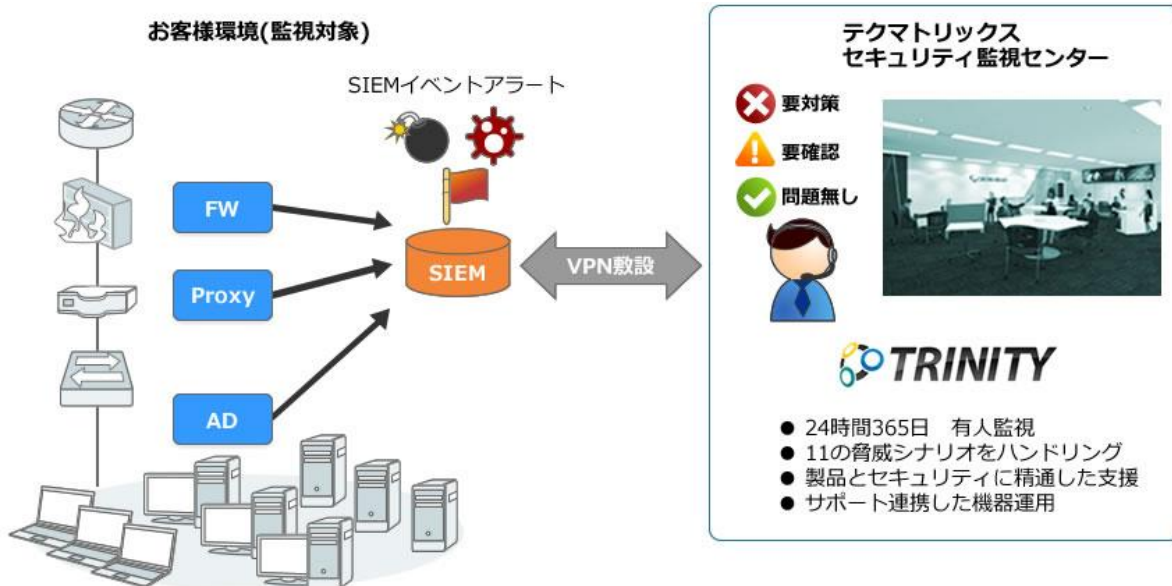 お客様環境(監視対象)
SIEMイベントアラート
FW
Proxy
AD
SIEM
VPN敷設
テクマトリックス
セキュリティ監視センター
要対策
要確認
問題無し
TRINITY
● 24時間365日　有人監視
● 11の脅威シナリオをハンドリング
● 製品とセキュリティに精通した支援
● サポート連携した機器運用